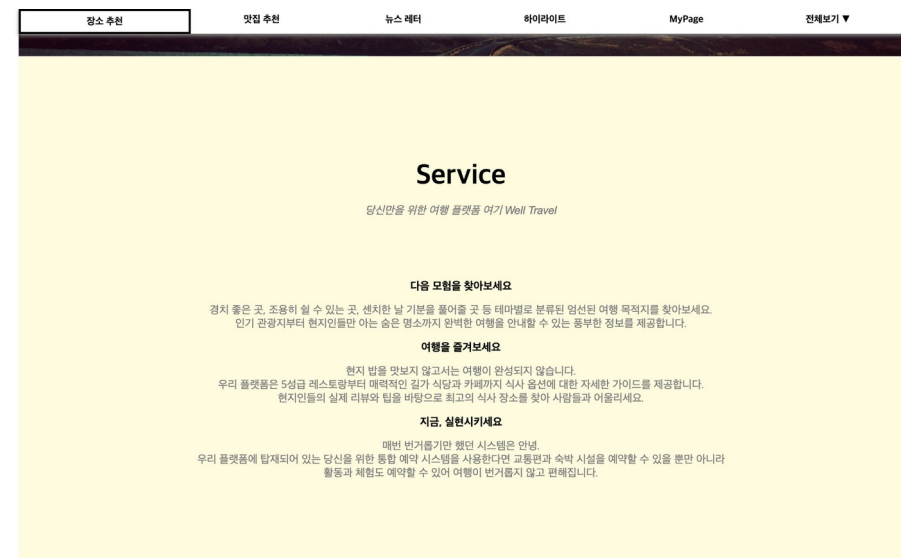 장소 추천
맛집 추천
뉴스 레터
하이라이트
MyPage
전체보기 ▼
Service
당신만을 위한 여행 플랫폼 여기 Well Travel
다음 모험을 찾아보세요
경치 좋은 곳, 조용히 쉴 수 있는 곳, 센치한 날 기분을 풀어줄 곳 등 테마별로 분류된 엄선된 여행 목적지를 찾아보세요.
인기 관광지부터 현지인들만 아는 숨은 명소까지 완벽한 여행을 안내할 수 있는 풍부한 정보를 제공합니다.
여행을 즐겨보세요
현지 밥을 맛보지 않고서는 여행이 완성되지 않습니다.
우리 플랫폼은 5성급 레스토랑부터 매력적인 길가 식당과 카페까지 식사 옵션에 대한 자세한 가이드를 제공합니다.
현지인들의 실제 리뷰와 팁을 바탕으로 최고의 식사 장소를 찾아 사람들과 어울리세요.
지금, 실현시키세요
매번 번거롭기만 했던 시스템은 안녕.
우리 플랫폼에 탑재되어 있는 당신을 위한 통합 예약 시스템을 사용한다면 교통편과 숙박 시설을 예약할 수 있을 뿐만 아니라
활동과 체험도 예약할 수 있어 여행이 번거롭지 않고 편해집니다.